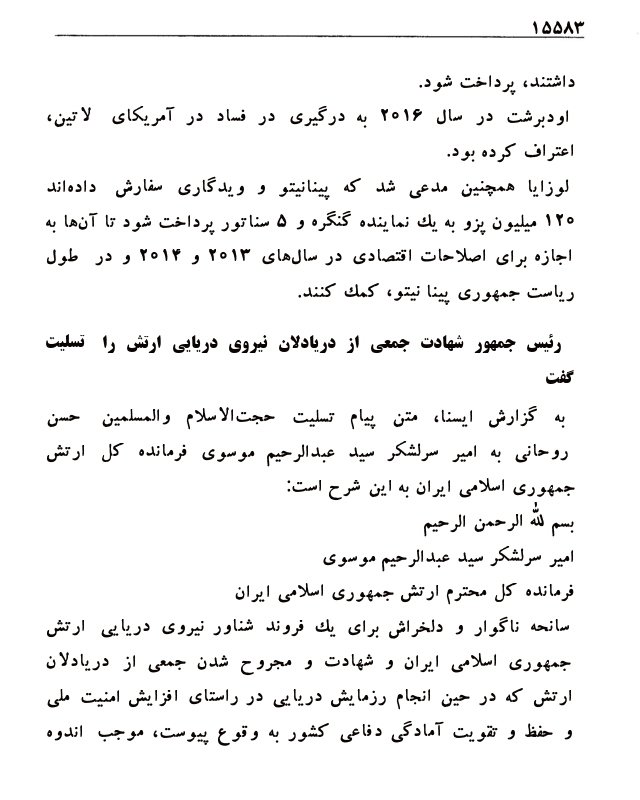 ۱۵۵۸۳
داشتند، پرداخت شود.
اودبرشت در سال ۲۰۱۶ به درگیری در فساد در آمریکای لاتین،
اعتراف کرده بود.
لوزایا همچنین مدعی شد که پینانیتو و ویدگاری سفارش داده‌اند
۱۲۰ میلیون پزو به یك نماینده گنگره و ۵ سناتور پرداخت شود تا آن‌ها به
اجازه برای اصلاحات اقتصادی در سال‌های ۲۰۱۳ و ۲۰۱۴ و در طول
ریاست جمهوری پینا نیتو، کمك کنند.
رئیس جمهور شهادت جمعی از دریادلان نیروی دریایی ارتش را تسلیت
گفت
به گزارش ایسنا، متن پیام تسلیت حجت‌الاسلام والمسلمین حسن
روحانی به امیر سرلشکر سید عبدالرحیم موسوی فرمانده کل ارتش
جمهوری اسلامی ایران به این شرح است:
بسم لله الرحمن الرحیم
امیر سرلشکر سید عبدالرحیم موسوی
فرمانده کل محترم ارتش جمهوری اسلامی ایران
سانحه ناگوار و دلخراش برای یك فروند شناور نیروی دریایی ارتش
جمهوری اسلامی ایران و شهادت و مجروح شدن جمعی از دریادلان
ارتش که در حین انجام رزمایش دریایی در راستای افزایش امنیت ملی
و حفظ و تقویت آمادگی دفاعی کشور به وقوع پیوست، موجب اندوه